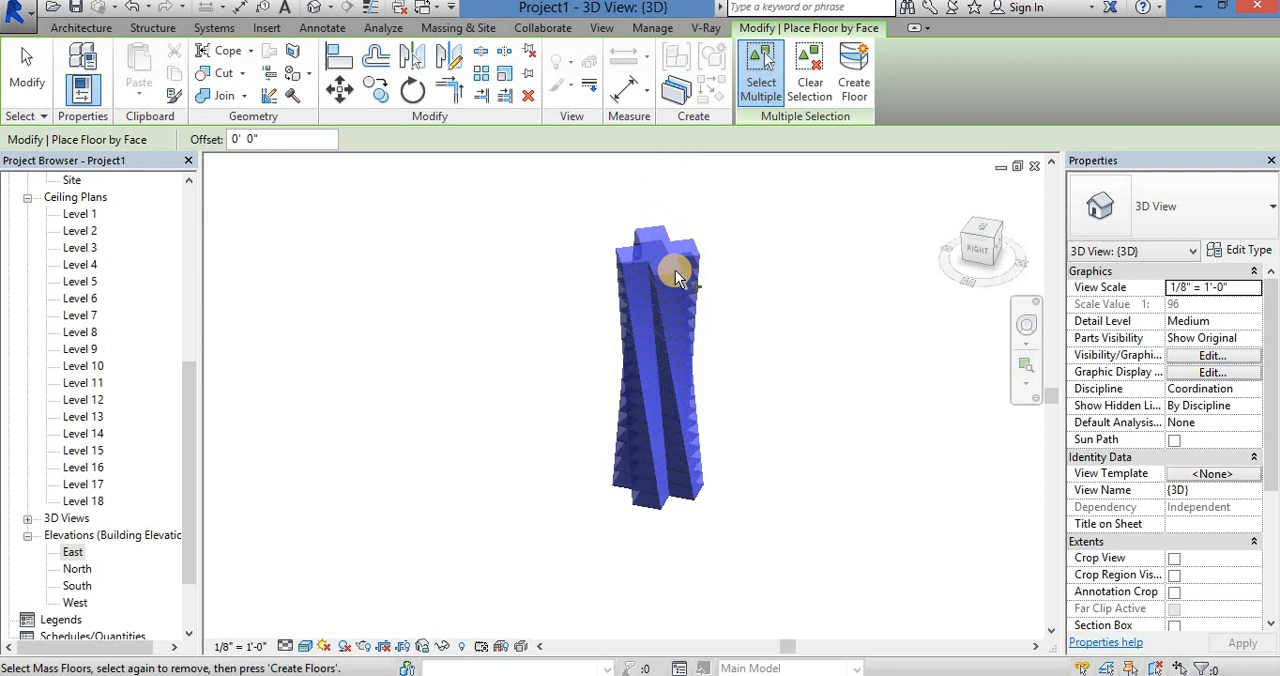 Project1 - 3D View: {3D}
Type a keyword or phrase
Sign In
Architecture Structure Systems Insert Annotate Analyze Massing & Site Collaborate View Manage V-Ray Modify | Place Floor by Face
Modify
Properties
Paste
Cope
Cut
Join
Select Multiple
Clear Selection
Create Floor
Select Properties Clipboard Geometry Modify View Measure Create Multiple Selection
Modify | Place Floor by Face Offset: 0' 0"
Project Browser - Project1
Site
Ceiling Plans
Level 1
Level 2
Level 3
Level 4
Level 5
Level 6
Level 7
Level 8
Level 9
Level 10
Level 11
Level 12
Level 13
Level 14
Level 15
Level 16
Level 17
Level 18
3D Views
Elevations (Building Elevatic
East
North
South
West
Legends
Schedules/Quantities
RIGHT
Properties
3D View
3D View: {3D} Edit Type
Graphics
View Scale 1/8" = 1'-0"
Scale Value 1: 96
Detail Level Medium
Parts Visibility Show Original
Visibility/Graphi... Edit...
Graphic Display ... Edit...
Discipline Coordination
Show Hidden Li... By Discipline
Default Analysis... None
Sun Path
Identity Data
View Template <None>
View Name {3D}
Dependency Independent
Title on Sheet
Extents
Crop View
Crop Region Vis...
Annotation Crop
Far Clip Active
Section Box
Properties help Apply
1/8" = 1'-0"
Select Mass Floors, select again to remove, then press 'Create Floors'.
:0
Main Model
:0